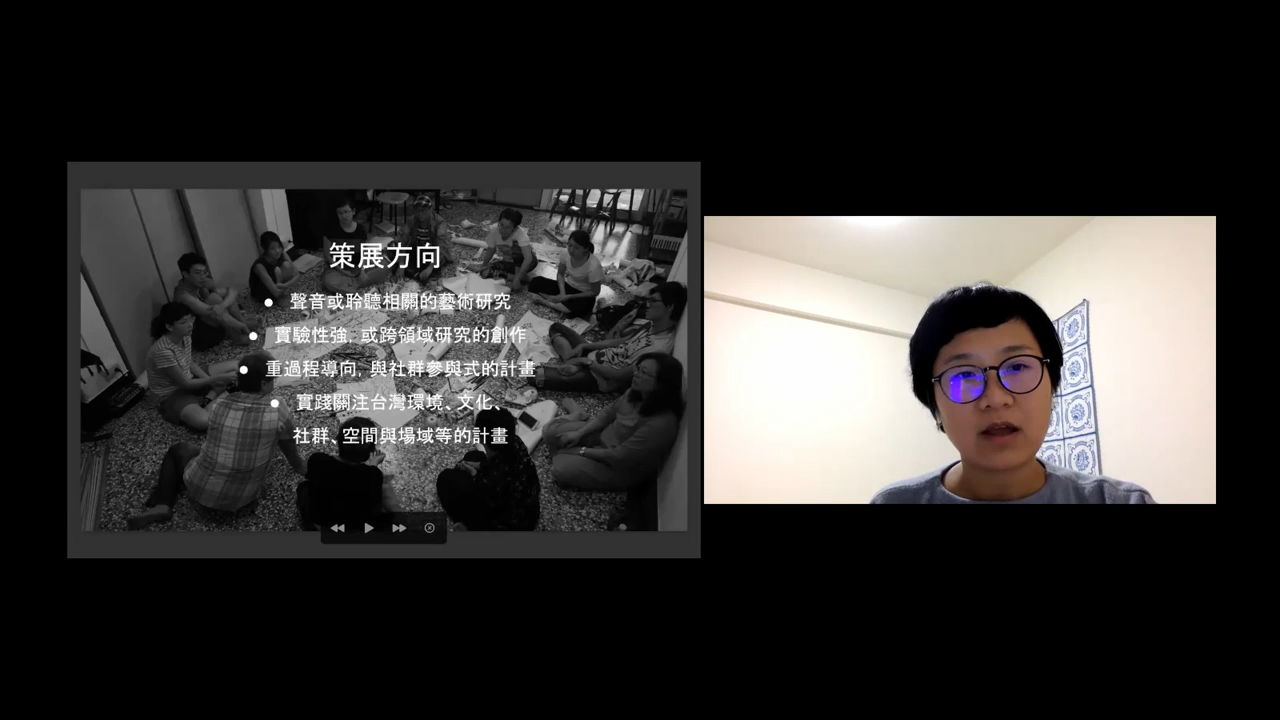 策展方向
● 聲音或聆聽相關的藝術研究
● 實驗性強，或跨領域研究的創作
● 重過程導向，與社群參與式的計畫
● 實踐關注台灣環境、文化、
社群、空間與場域等的計畫